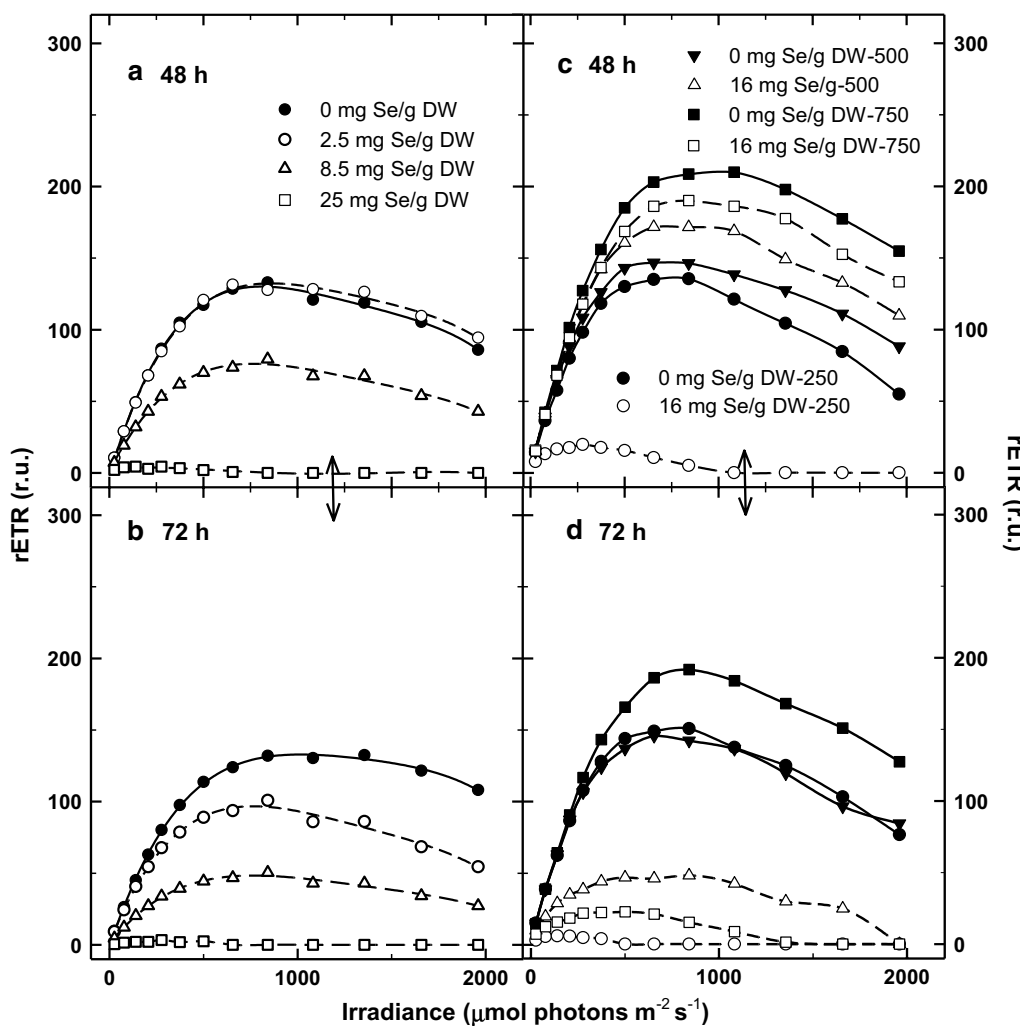 a 48 h
0 mg Se/g DW
2.5 mg Se/g DW
8.5 mg Se/g DW
25 mg Se/g DW
300
200
100
0
c 48 h
0 mg Se/g DW-500
16 mg Se/g-500
0 mg Se/g DW-750
16 mg Se/g DW-750
0 mg Se/g DW-250
16 mg Se/g DW-250
300
200
100
0
b 72 h
300
200
100
0
d 72 h
300
200
100
0
rETR (r.u.)
rETR (r.u.)
0 1000 2000
0 1000 2000
Irradiance (μmol photons m⁻² s⁻¹)